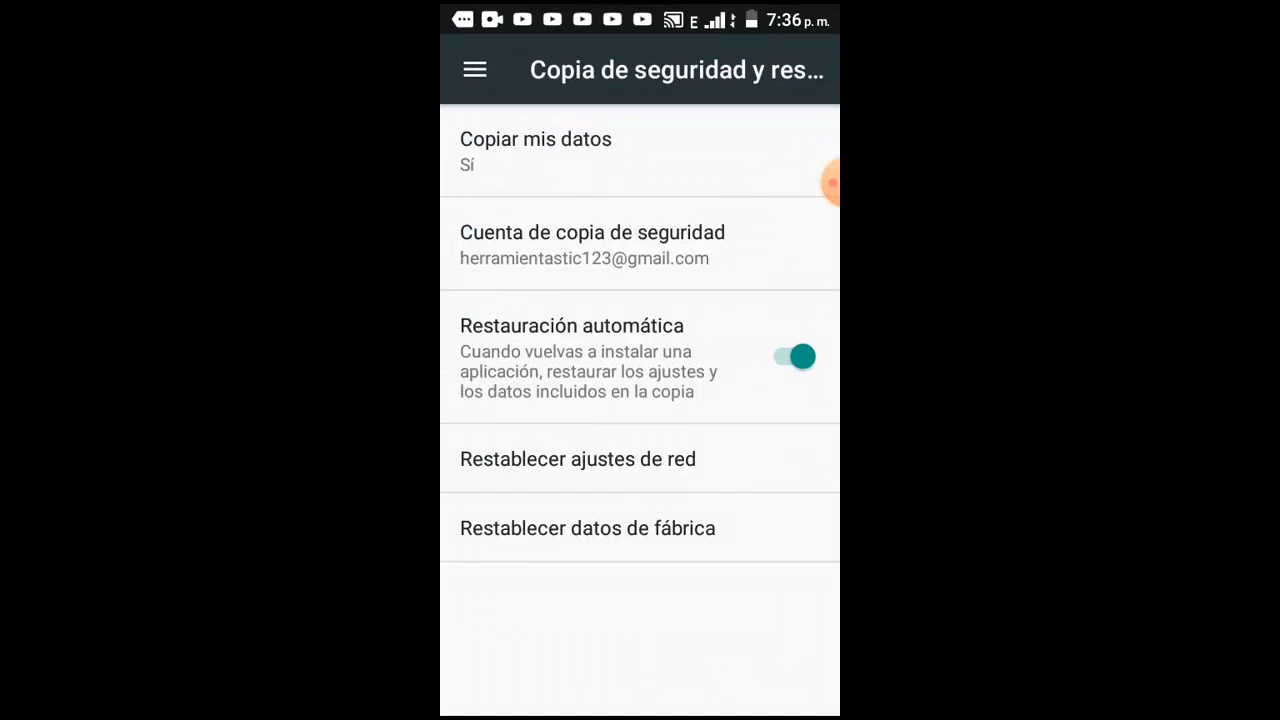 E 7:36 p. m.
Copia de seguridad y res...
Copiar mis datos
Sí
Cuenta de copia de seguridad
herramientastic123@gmail.com
Restauración automática
Cuando vuelvas a instalar una
aplicación, restaurar los ajustes y
los datos incluidos en la copia
Restablecer ajustes de red
Restablecer datos de fábrica